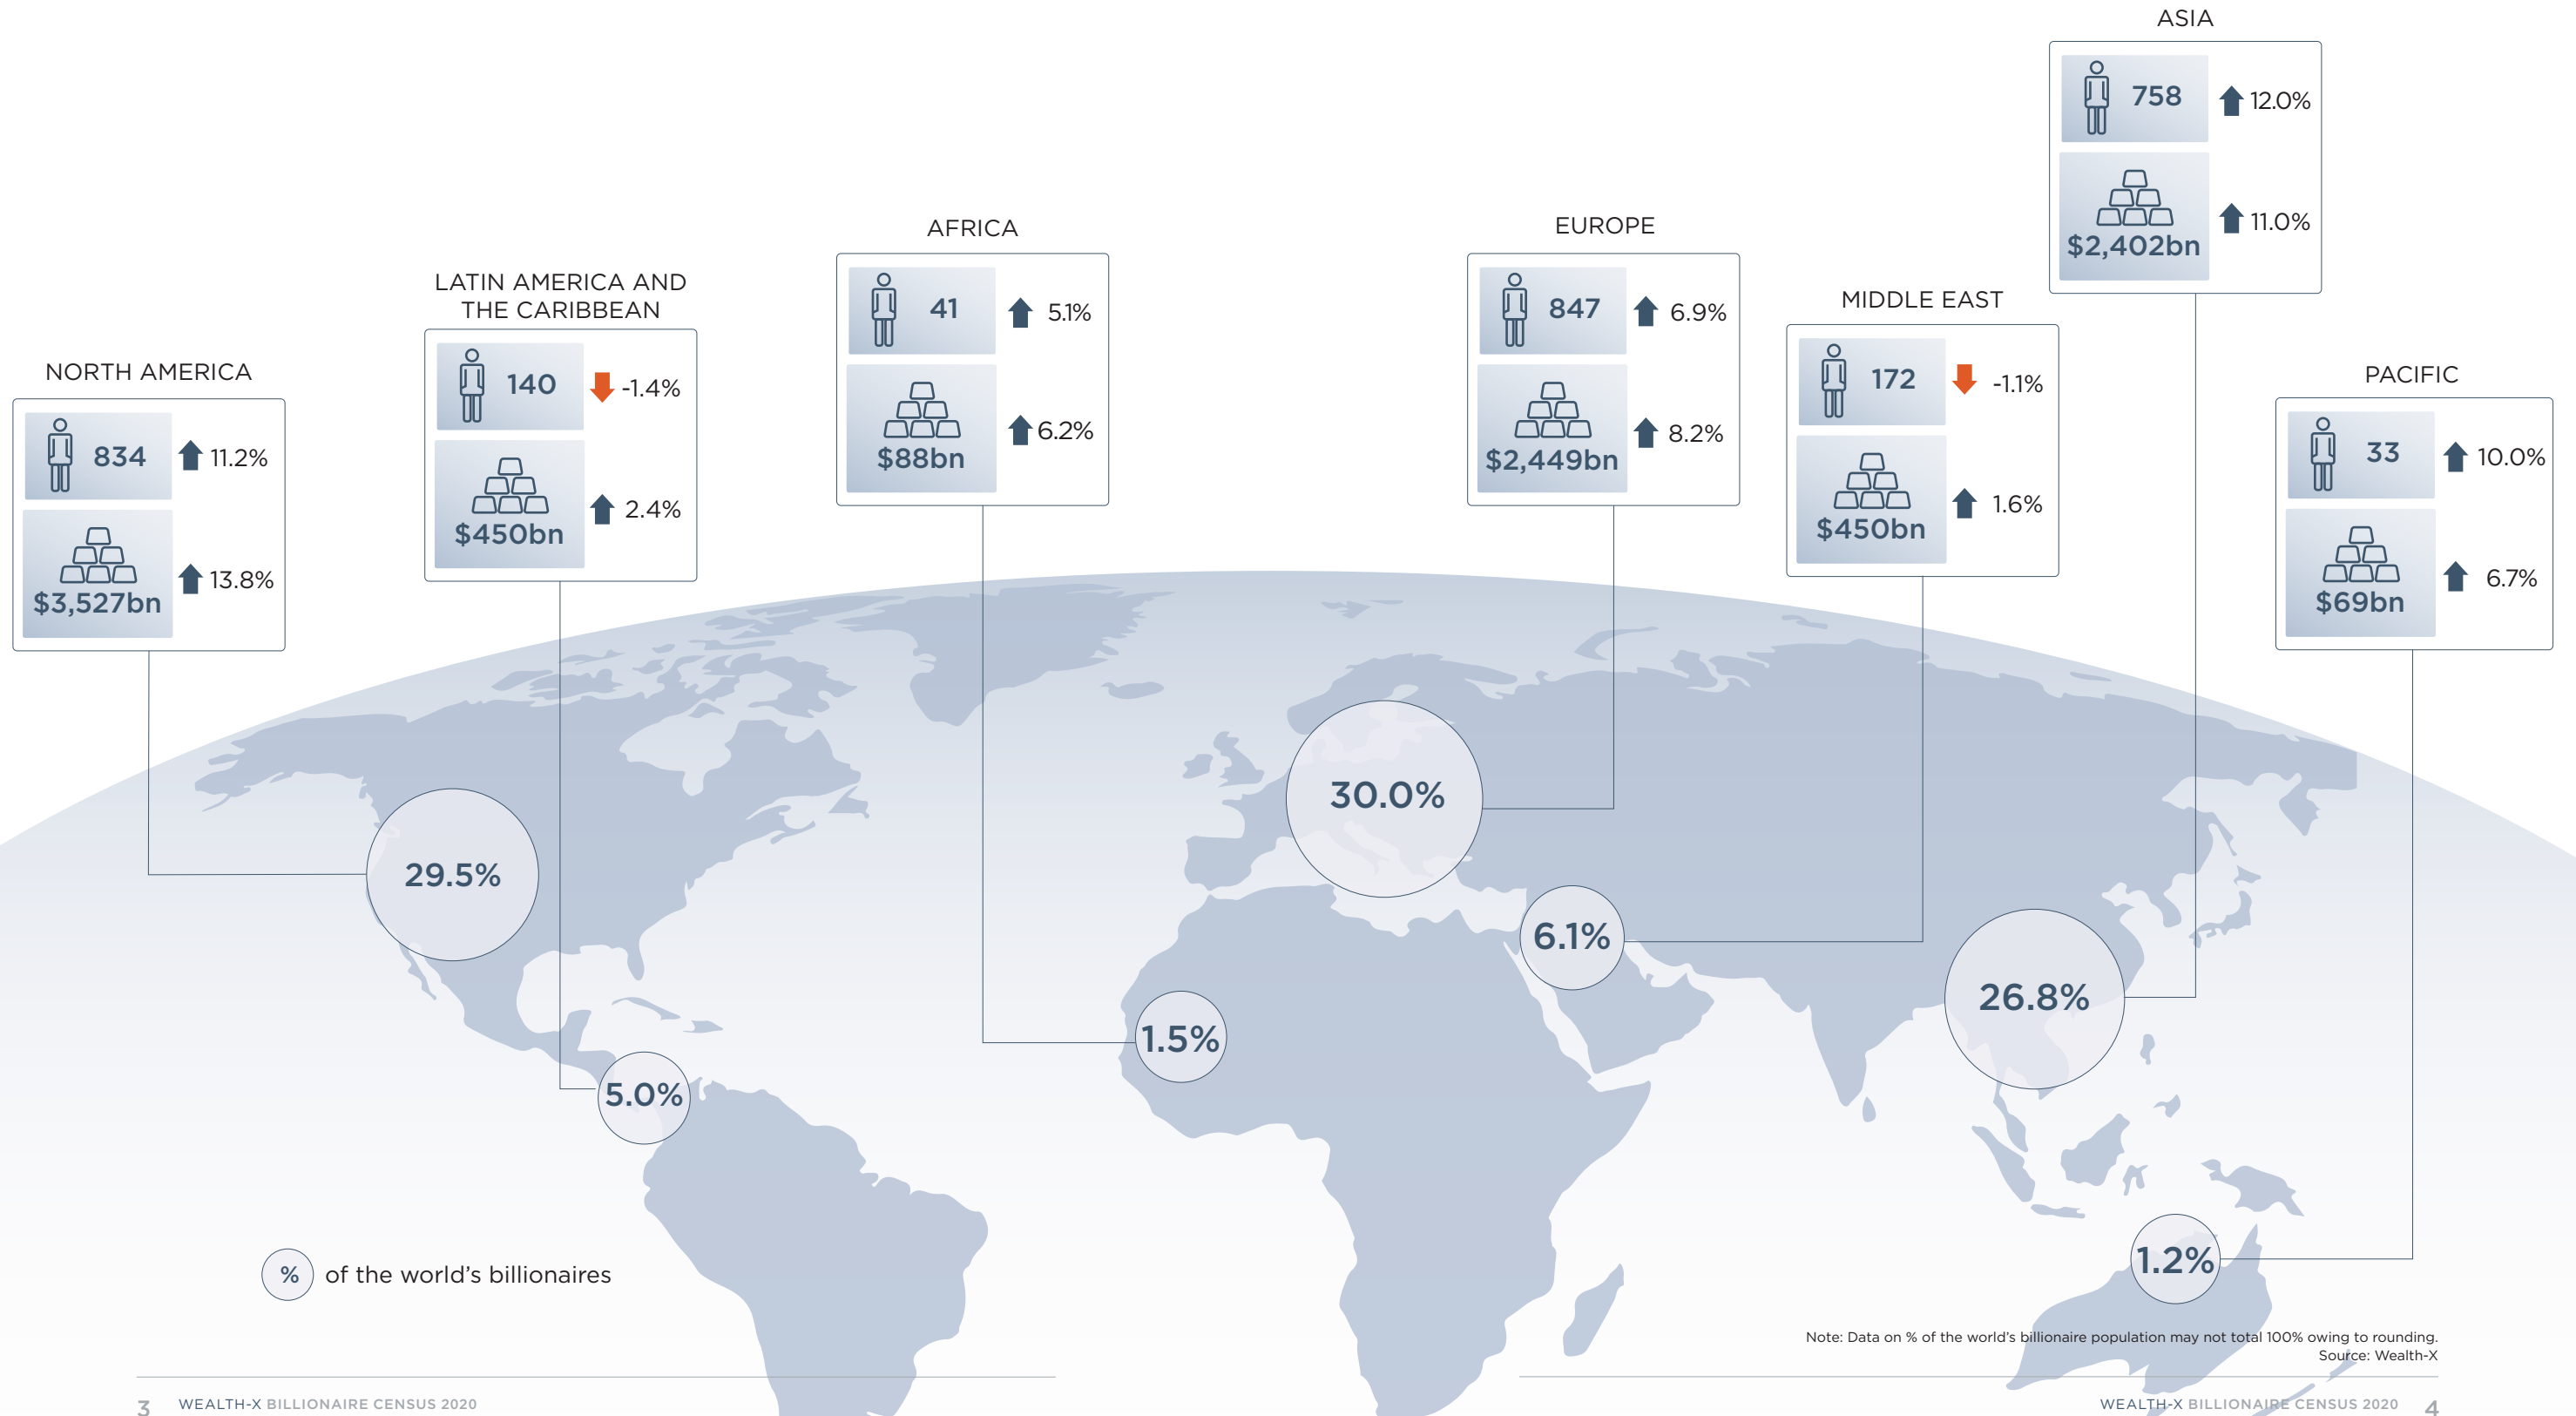 ASIA
758
12.0%
$2,402bn
11.0%
AFRICA
41
5.1%
$88bn
6.2%
EUROPE
847
6.9%
$2,449bn
8.2%
LATIN AMERICA AND
THE CARIBBEAN
140
-1.4%
$450bn
2.4%
MIDDLE EAST
172
-1.1%
$450bn
1.6%
NORTH AMERICA
834
11.2%
$3,527bn
13.8%
PACIFIC
33
10.0%
$69bn
6.7%
30.0%
29.5%
6.1%
26.8%
1.5%
5.0%
1.2%
% of the world’s billionaires
Note: Data on % of the world’s billionaire population may not total 100% owing to rounding.
Source: Wealth-X
3 WEALTH-X BILLIONAIRE CENSUS 2020
WEALTH-X BILLIONAIRE CENSUS 2020 4